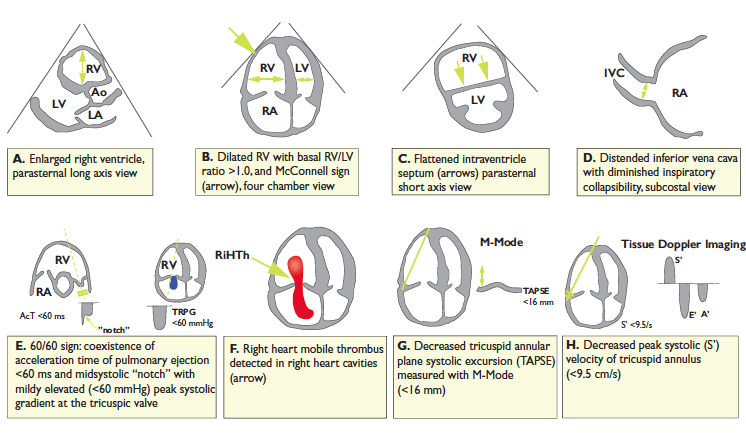 RV
Ao
LV
LA
A. Enlarged right ventricle,
parasternal long axis view
RV
LV
RA
B. Dilated RV with basal RV/LV
ratio >1.0, and McConnell sign
(arrow), four chamber view
RV
LV
C. Flattened intraventricle
septum (arrows) parasternal
short axis view
IVC
RA
D. Distended inferior vena cava
with diminished inspiratory
collapsibility, subcostal view
RV
RA
AcT <60 ms
"notch"
RV
TRPG
<60 mmHg
E. 60/60 sign: coexistence of
acceleration time of pulmonary ejection
<60 ms and midsystolic “notch” with
mildy elevated (<60 mmHg) peak systolic
gradient at the tricuspic valve
RiHTh
F. Right heart mobile thrombus
detected in right heart cavities
(arrow)
M-Mode
TAPSE
<16 mm
G. Decreased tricuspid annular
plane systolic excursion (TAPSE)
measured with M-Mode
(<16 mm)
Tissue Doppler Imaging
S'
E' A'
S' <9.5/s
H. Decreased peak systolic (S’)
velocity of tricuspid annulus
(<9.5 cm/s)